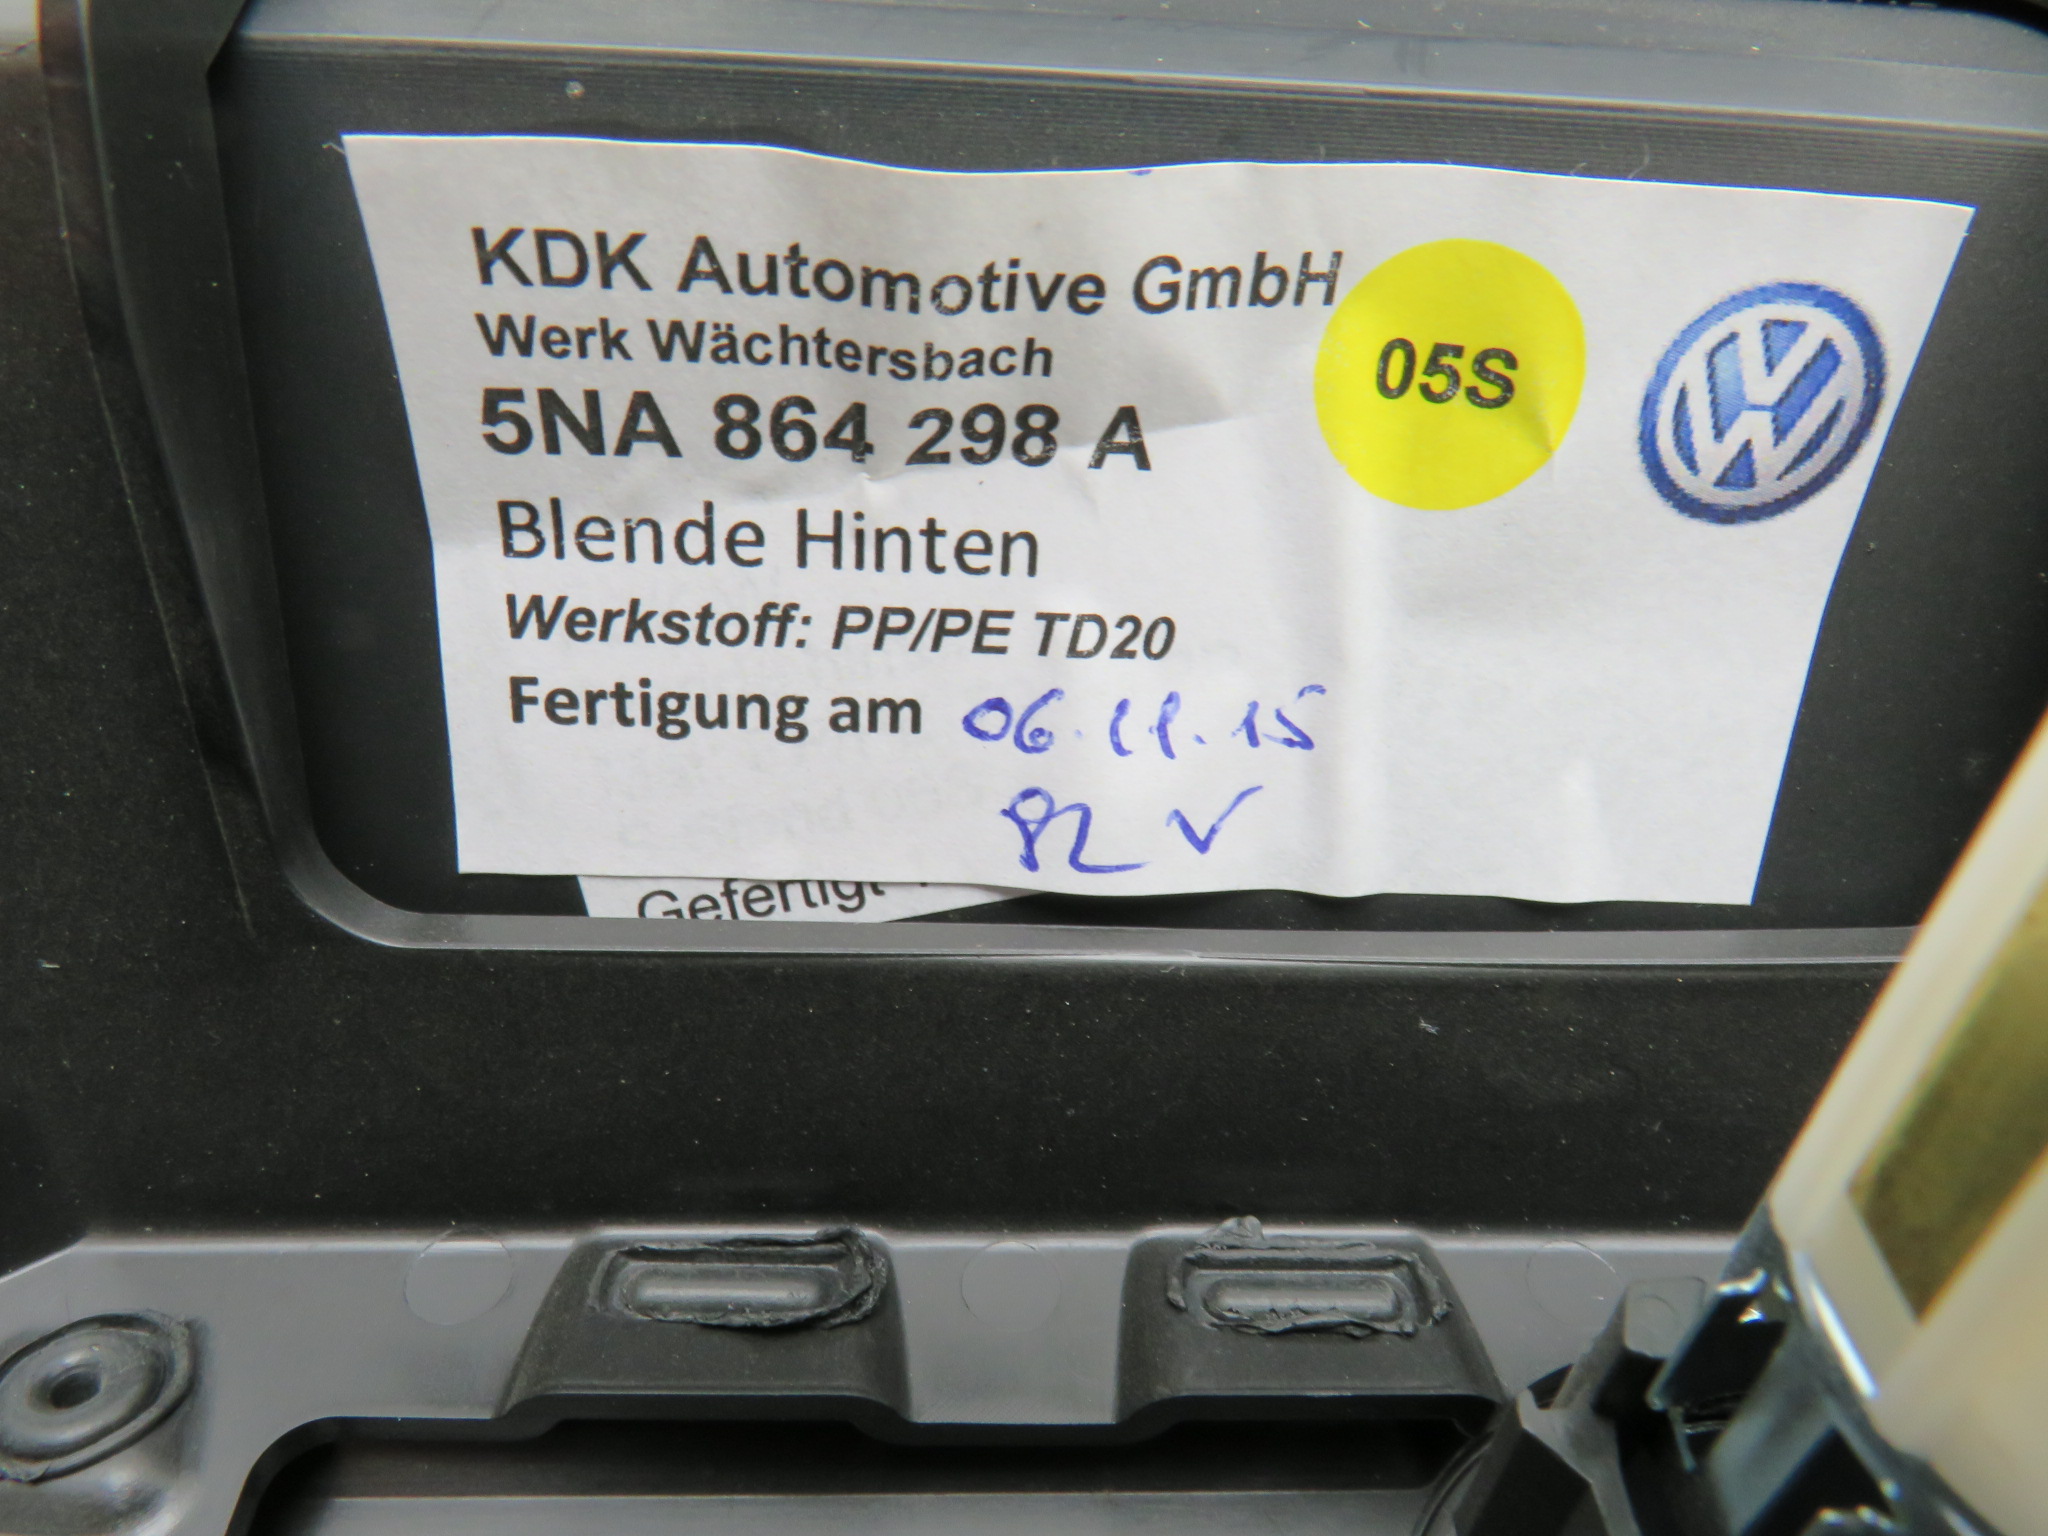 KDK Automotive GmbH
05S
Werk Wächtersbach
5NA 864 298 A
Blende Hinten
Werkstoff: PP/PE TD20
Fertigung am 06.11.15
Gefertigt